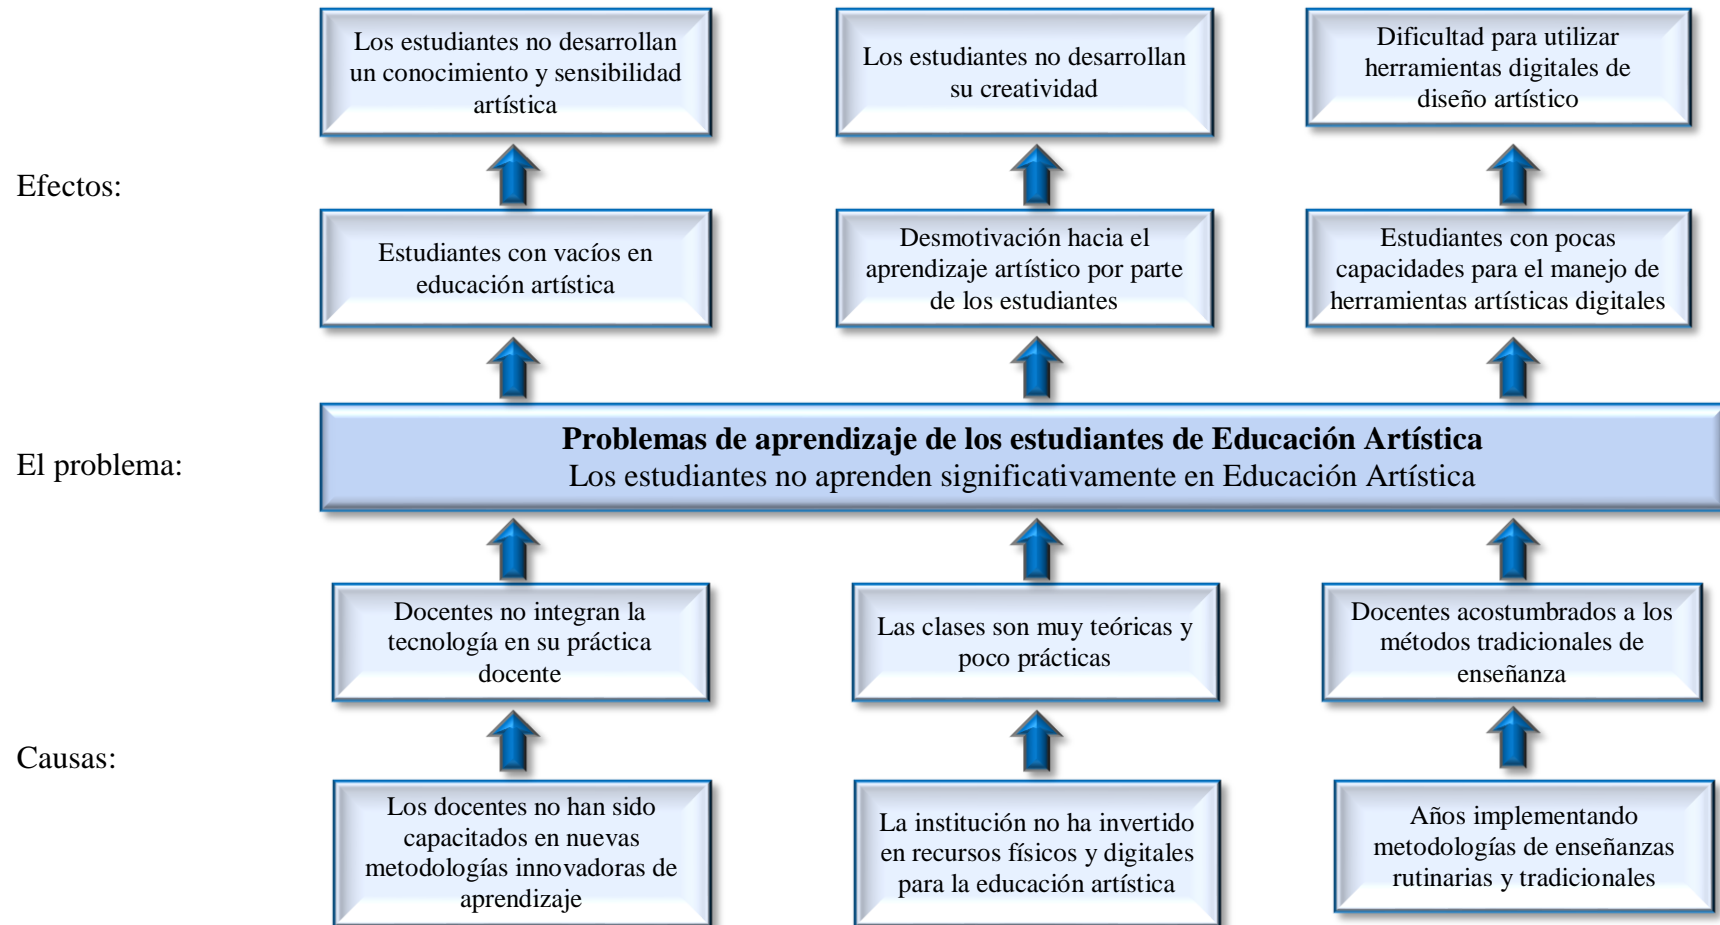 Los estudiantes no desarrollan
un conocimiento y sensibilidad
artística
Los estudiantes no desarrollan
su creatividad
Dificultad para utilizar
herramientas digitales de
diseño artístico
Efectos:
Estudiantes con vacíos en
educación artística
Desmotivación hacia el
aprendizaje artístico por parte
de los estudiantes
Estudiantes con pocas
capacidades para el manejo de
herramientas artísticas digitales
El problema:
Problemas de aprendizaje de los estudiantes de Educación Artística
Los estudiantes no aprenden significativamente en Educación Artística
Docentes no integran la
tecnología en su práctica
docente
Las clases son muy teóricas y
poco prácticas
Docentes acostumbrados a los
métodos tradicionales de
enseñanza
Causas:
Los docentes no han sido
capacitados en nuevas
metodologías innovadoras de
aprendizaje
La institución no ha invertido
en recursos físicos y digitales
para la educación artística
Años implementando
metodologías de enseñanzas
rutinarias y tradicionales